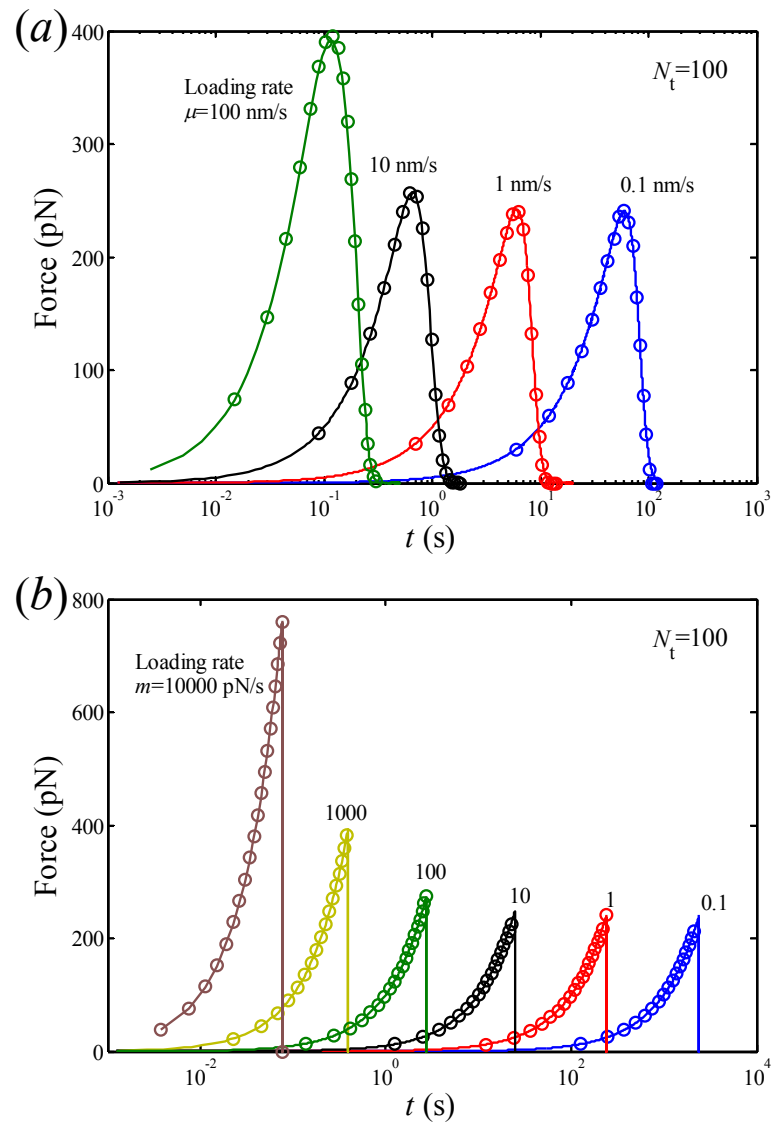 (a)
400
300
200
100
0
Force (pN)
Loading rate
μ=100 nm/s
10 nm/s
1 nm/s
0.1 nm/s
N_t=100
10^-3
10^-2
10^-1
10^0
10^1
10^2
10^3
t (s)
(b)
800
600
400
200
0
Force (pN)
Loading rate
m=10000 pN/s
1000
100
10
1
0.1
N_t=100
10^-2
10^0
10^2
10^4
t (s)